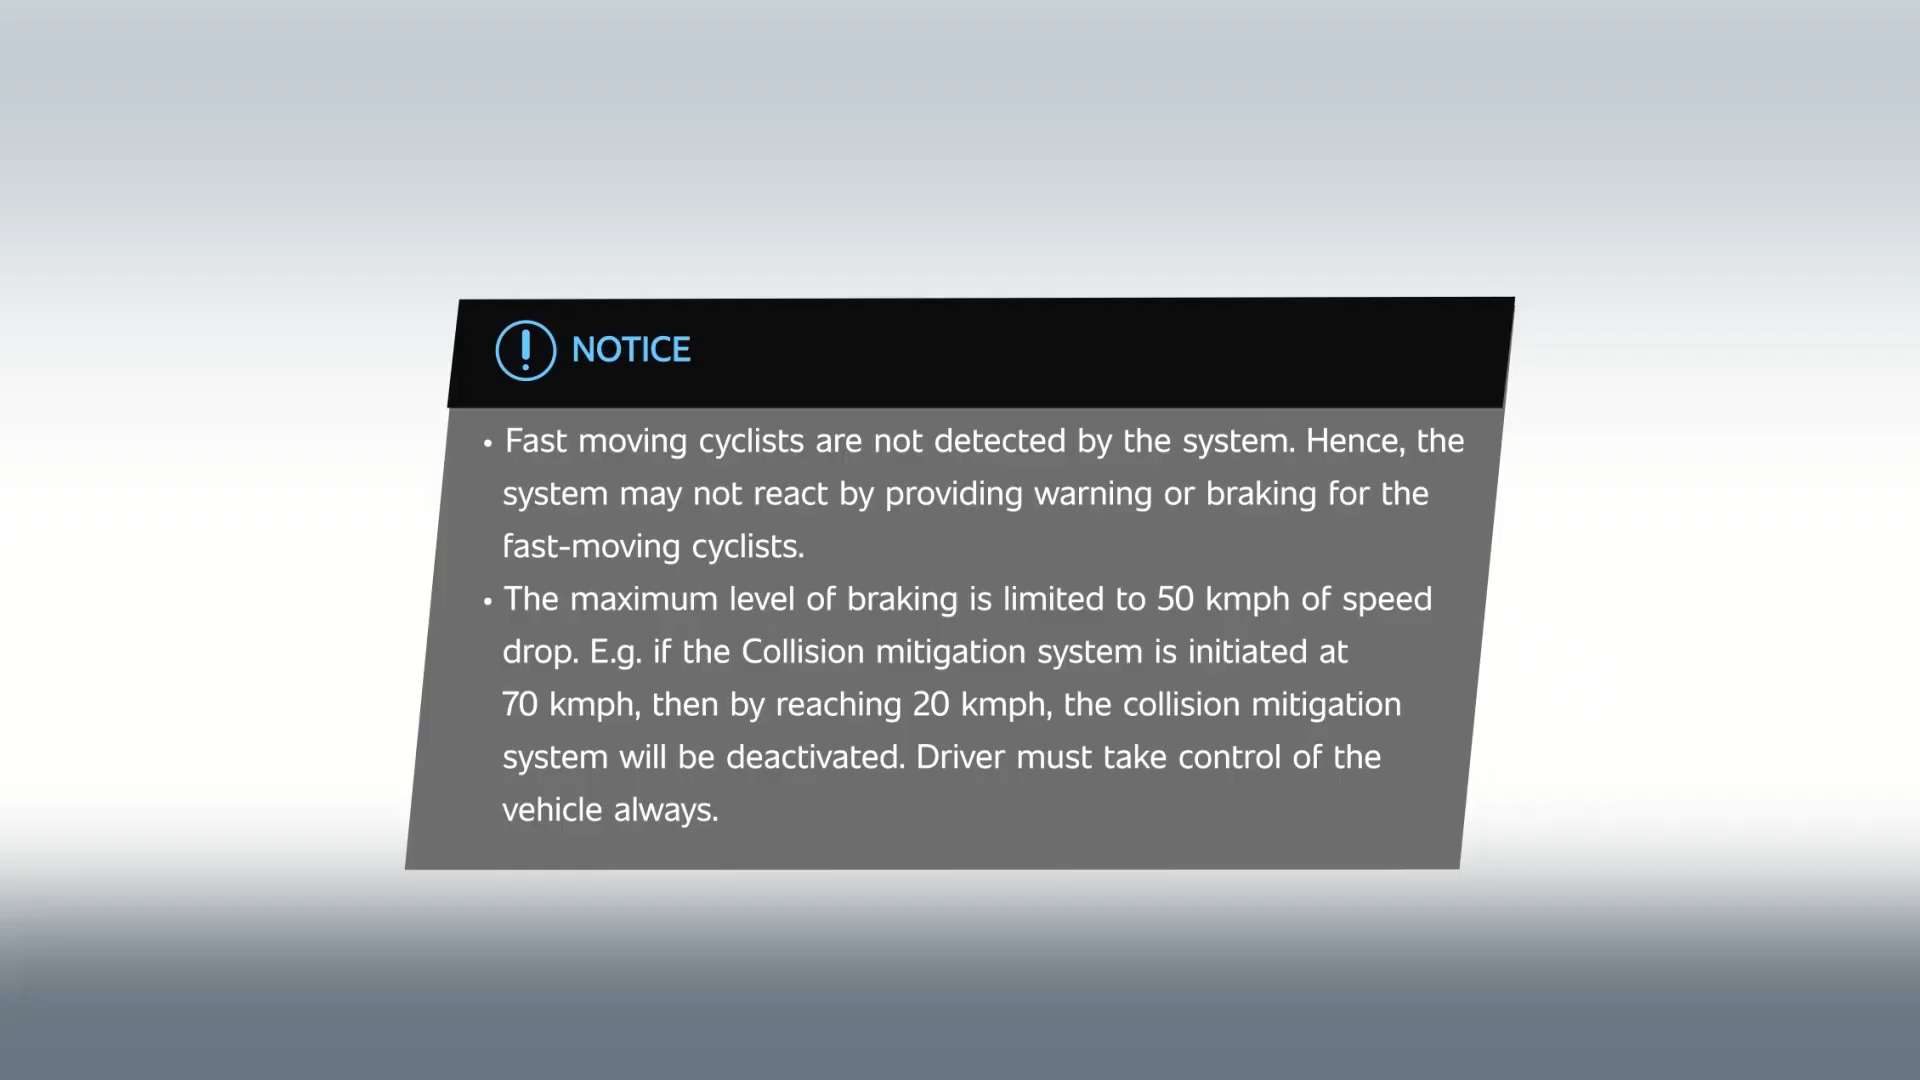 NOTICE
• Fast moving cyclists are not detected by the system. Hence, the
system may not react by providing warning or braking for the
fast-moving cyclists.
• The maximum level of braking is limited to 50 kmph of speed
drop. E.g. if the Collision mitigation system is initiated at
70 kmph, then by reaching 20 kmph, the collision mitigation
system will be deactivated. Driver must take control of the
vehicle always.